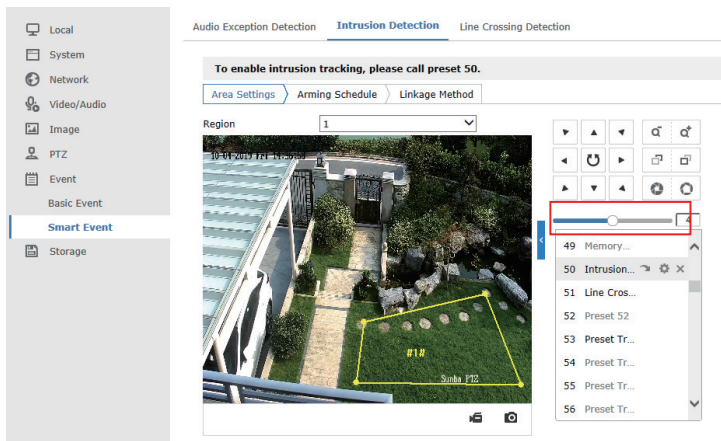 Local
System
Network
Video/Audio
Image
PTZ
Event
Basic Event
Smart Event
Storage
Audio Exception Detection Intrusion Detection Line Crossing Detection
To enable intrusion tracking, please call preset 50.
Area Settings Arming Schedule Linkage Method
Region 1
#1#
Sunba PTZ
4
49 Memory...
50 Intrusion...
51 Line Cros...
52 Preset 52
53 Preset Tr...
54 Preset Tr...
55 Preset Tr...
56 Preset Tr...